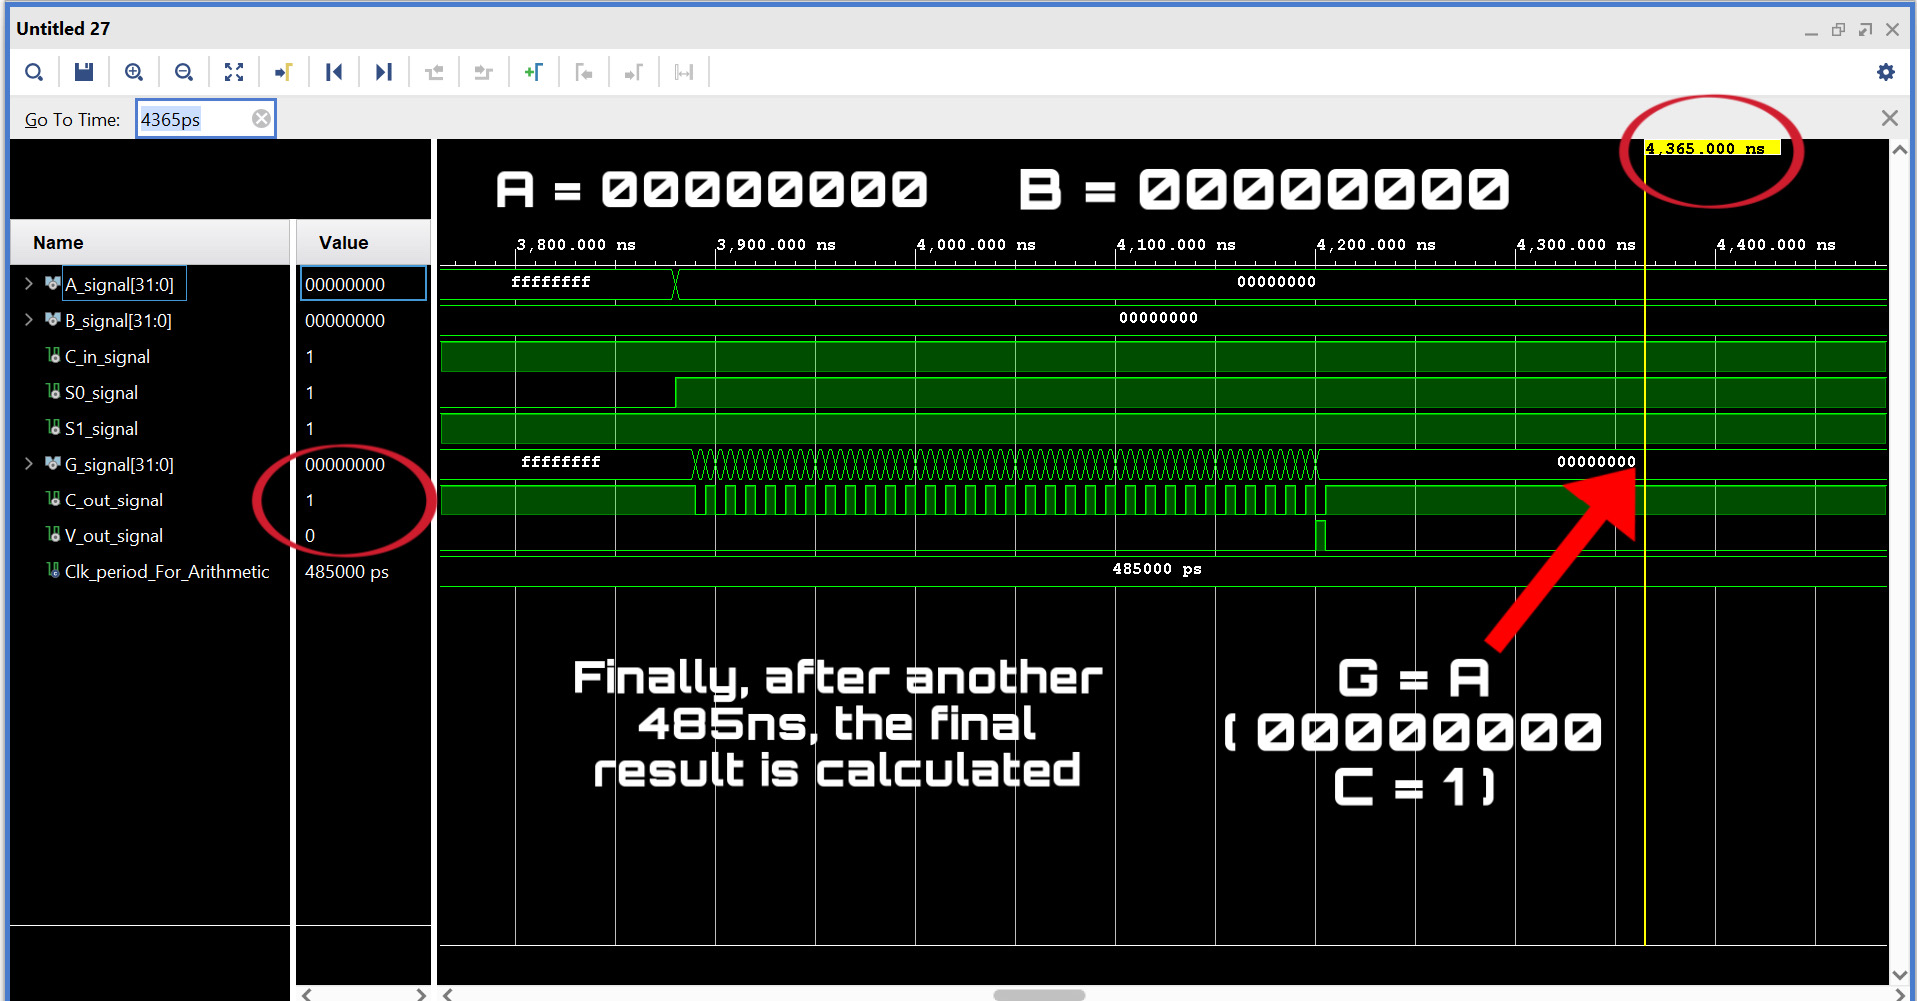 Untitled 27
Go To Time: 4365ps
4,365.000 ns
A = 00000000 B = 00000000
Name Value
3,800.000 ns 3,900.000 ns 4,000.000 ns 4,100.000 ns 4,200.000 ns 4,300.000 ns 4,400.000 ns
A_signal[31:0] 00000000 ffffffff 00000000
B_signal[31:0] 00000000 00000000
C_in_signal 1
S0_signal 1
S1_signal 1
G_signal[31:0] 00000000 ffffffff 00000000
C_out_signal 1
V_out_signal 0
Clk_period_For_Arithmetic 485000 ps 485000 ps
Finally, after another
485ns, the final
result is calculated
G = A
( 00000000
C = 1 )